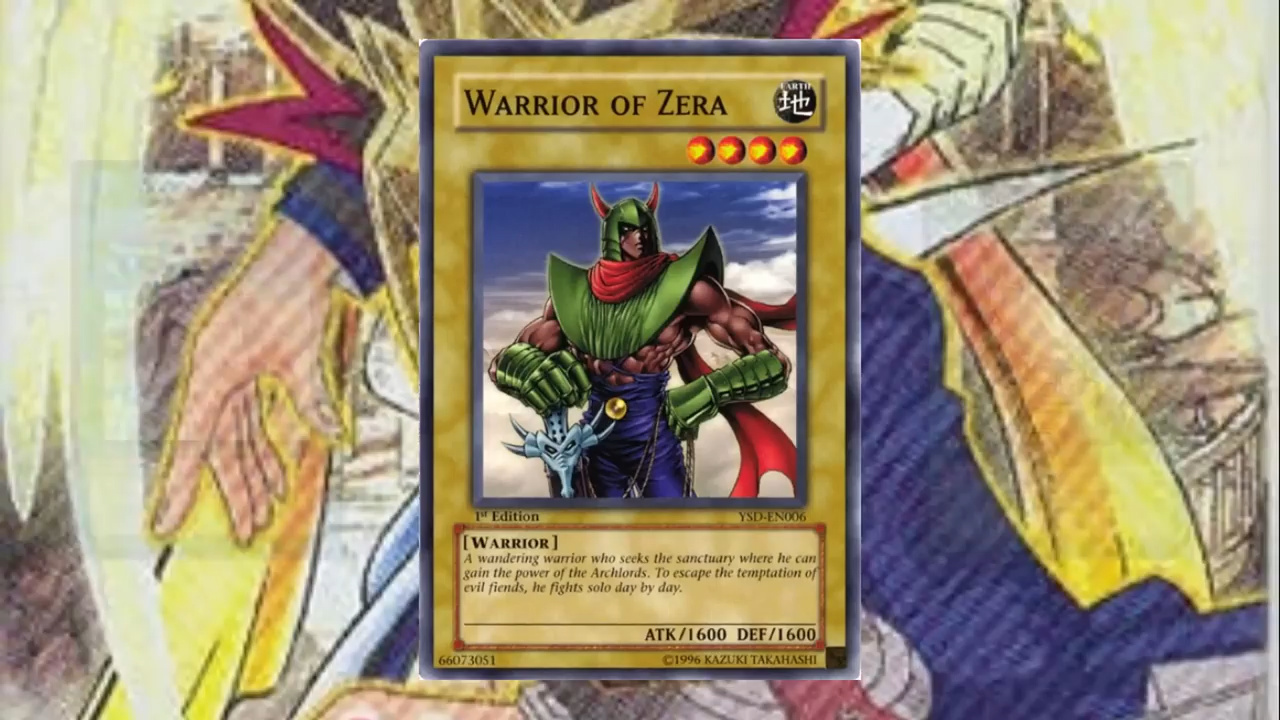 WARRIOR OF ZERA
EARTH
地
1st Edition
YSD-EN006
[WARRIOR]
A wandering warrior who seeks the sanctuary where he can
gain the power of the Archlords. To escape the temptation of
evil fiends, he fights solo day by day.
ATK/1600 DEF/1600
66073051
©1996 KAZUKI TAKAHASHI